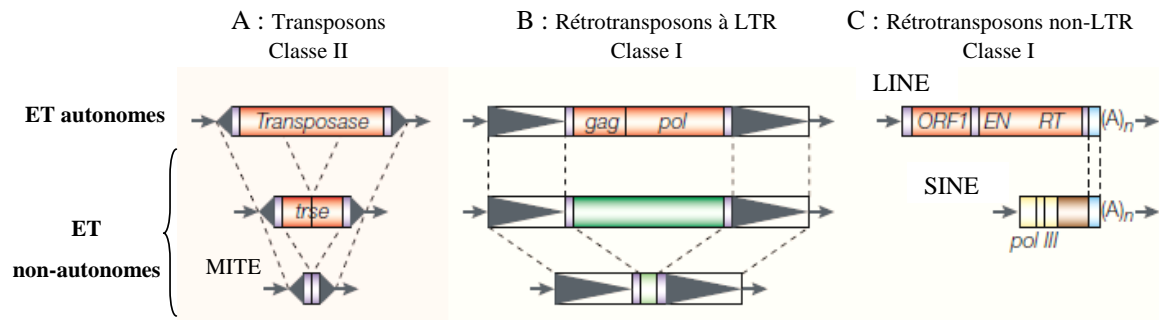 A : Transposons
Classe II
B : Rétrotransposons à LTR
Classe I
C : Rétrotransposons non-LTR
Classe I
ET autonomes
Transposase
gag pol
LINE
ORF1 EN RT (A)n
ET
non-autonomes
trse
SINE
(A)n
pol III
MITE